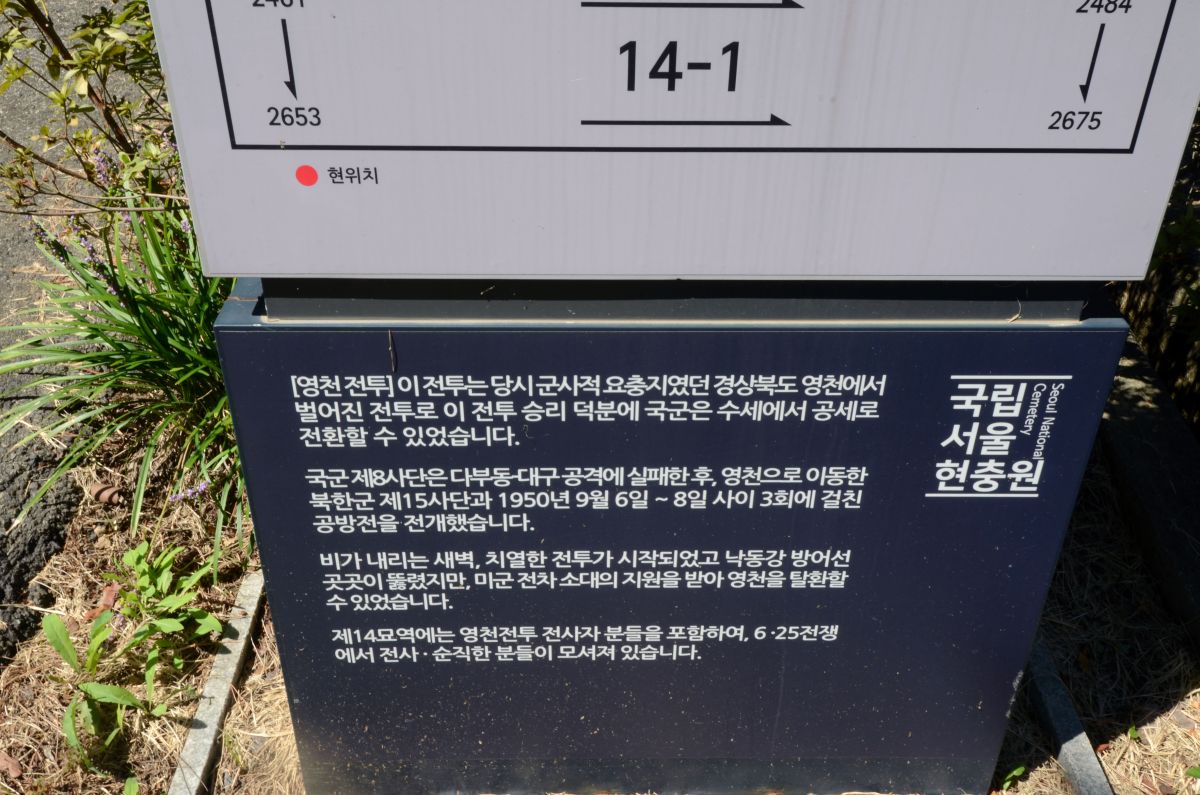 2484
14-1
2653
2675
현위치
[영천 전투] 이 전투는 당시 군사적 요충지였던 경상북도 영천에서
벌어진 전투로 이 전투 승리 덕분에 국군은 수세에서 공세로
전환할 수 있었습니다.
국군 제8사단은 다부동-대구 공격에 실패한 후, 영천으로 이동한
북한군 제15사단과 1950년 9월 6일 ~ 8일 사이 3회에 걸친
공방전을 전개했습니다.
비가 내리는 새벽, 치열한 전투가 시작되었고 낙동강 방어선
곳곳이 뚫렸지만, 미군 전차 소대의 지원을 받아 영천을 탈환할
수 있었습니다.
제14묘역에는 영천전투 전사자 분들을 포함하여, 6·25전쟁
에서 전사·순직한 분들이 모셔져 있습니다.
국립
서울
현충원
Seoul National
Cemetery